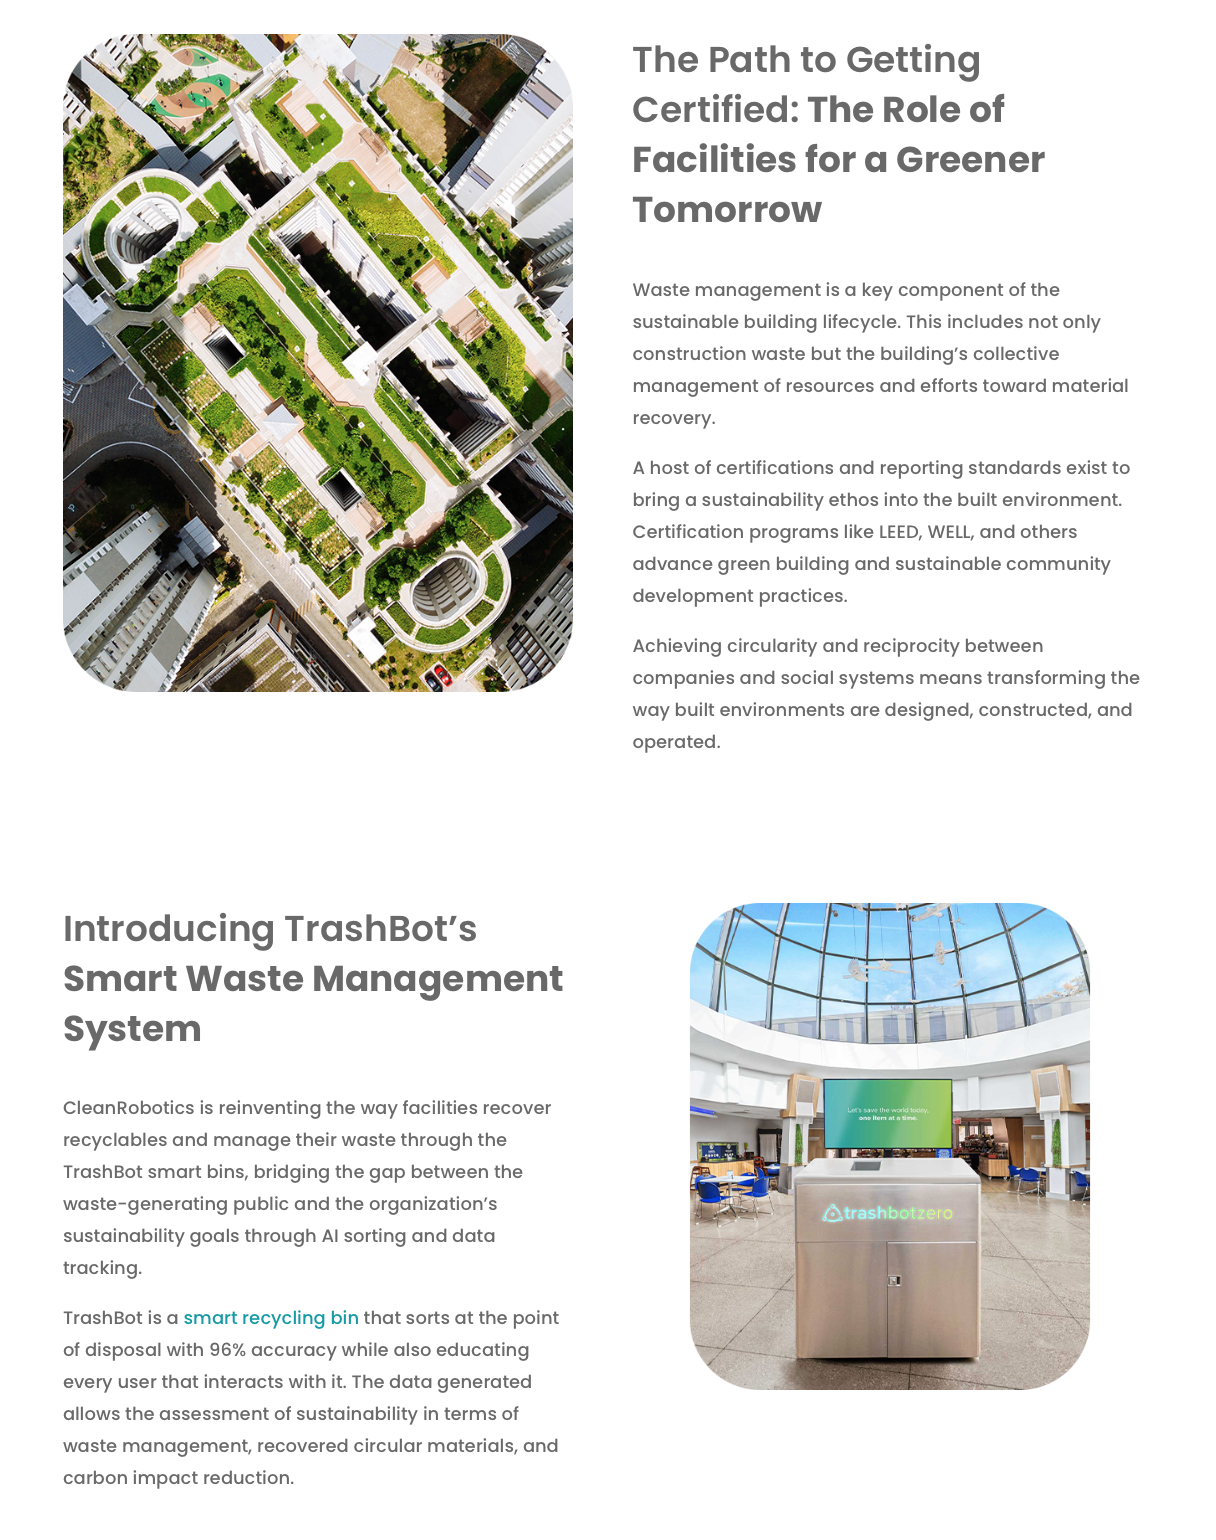 The Path to Getting
Certified: The Role of
Facilities for a Greener
Tomorrow
Waste management is a key component of the
sustainable building lifecycle. This includes not only
construction waste but the building’s collective
management of resources and efforts toward material
recovery.
A host of certifications and reporting standards exist to
bring a sustainability ethos into the built environment.
Certification programs like LEED, WELL, and others
advance green building and sustainable community
development practices.
Achieving circularity and reciprocity between
companies and social systems means transforming the
way built environments are designed, constructed, and
operated.
Introducing TrashBot’s
Smart Waste Management
System
CleanRobotics is reinventing the way facilities recover
recyclables and manage their waste through the
TrashBot smart bins, bridging the gap between the
waste-generating public and the organization’s
sustainability goals through AI sorting and data
tracking.
TrashBot is a smart recycling bin that sorts at the point
of disposal with 96% accuracy while also educating
every user that interacts with it. The data generated
allows the assessment of sustainability in terms of
waste management, recovered circular materials, and
carbon impact reduction.
Let's save the world today,
one item at a time.
trashbotzero